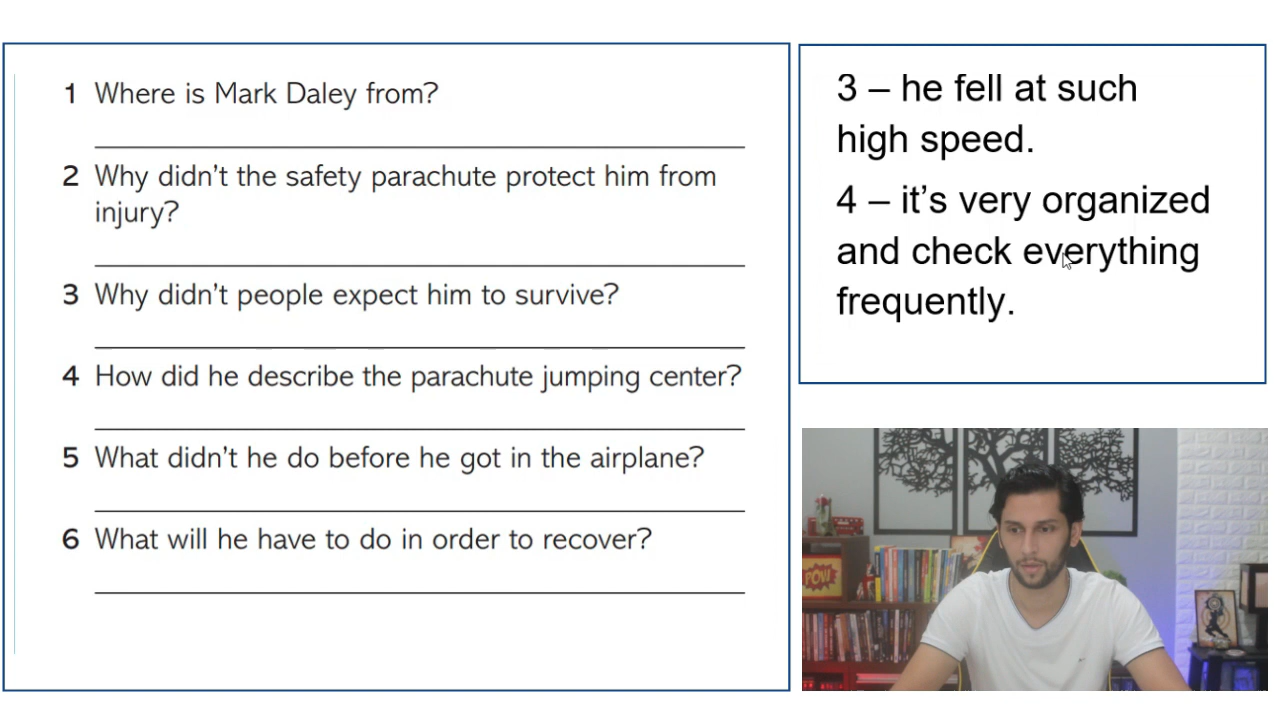 1 Where is Mark Daley from?
2 Why didn't the safety parachute protect him from
injury?
3 Why didn't people expect him to survive?
4 How did he describe the parachute jumping center?
5 What didn't he do before he got in the airplane?
6 What will he have to do in order to recover?
3 – he fell at such
high speed.
4 – it's very organized
and check everything
frequently.
POW